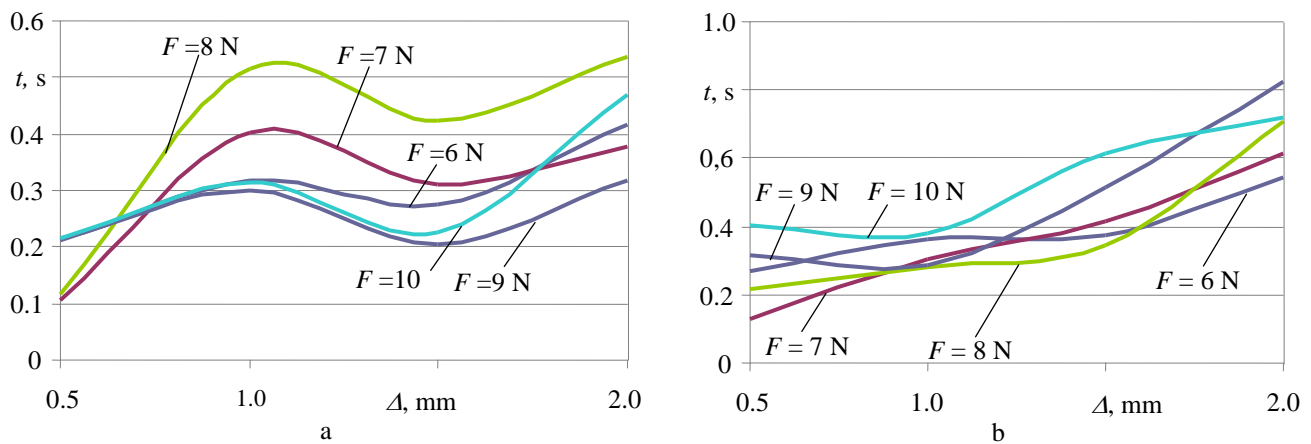 0.6
t, s
0.4
0.3
0.2
0.1
0
F =8 N
F =7 N
F =6 N
F =10
F =9 N
0.5
1.0
Δ, mm
2.0
a
1.0
t, s
0.6
0.4
0.2
0
F = 9 N
F = 10 N
F = 6 N
F = 7 N
F = 8 N
0.5
1.0
Δ, mm
2.0
b